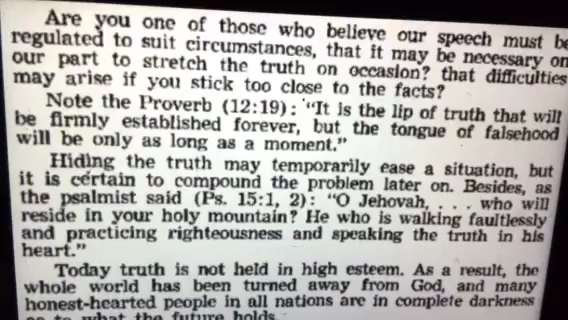 Are you one of those who believe our speech must be
regulated to suit circumstances, that it may be necessary on
our part to stretch the truth on occasion? that difficulties
may arise if you stick too close to the facts?
Note the Proverb (12:19): "It is the lip of truth that will
be firmly established forever, but the tongue of falsehood
will be only as long as a moment."
Hiding the truth may temporarily ease a situation, but
it is certain to compound the problem later on. Besides, as
the psalmist said (Ps. 15:1, 2): "O Jehovah, . . . who will
reside in your holy mountain? He who is walking faultlessly
and practicing righteousness and speaking the truth in his
heart."
Today truth is not held in high esteem. As a result, the
whole world has been turned away from God, and many
honest-hearted people in all nations are in complete darkness
as to what the future holds.